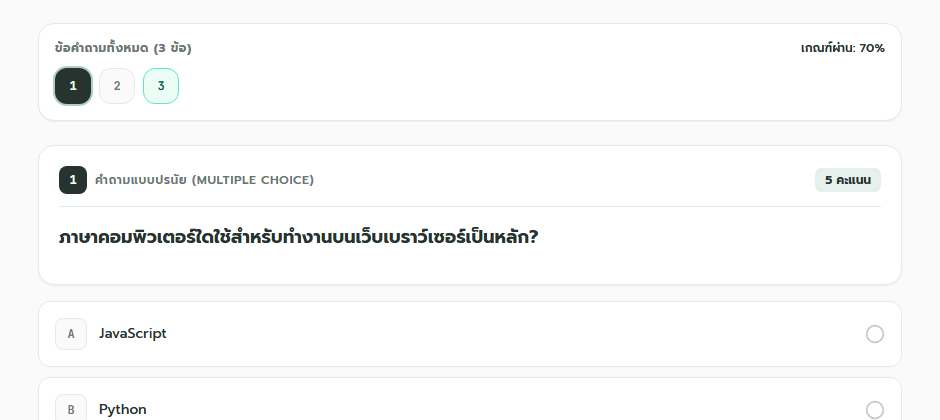 ข้อคำถามทั้งหมด (3 ข้อ)
เกณฑ์ผ่าน: 70%
1 2 3
1 คำถามแบบปรนัย (MULTIPLE CHOICE)
5 คะแนน
ภาษาคอมพิวเตอร์ใดใช้สำหรับทำงานบนเว็บเบราว์เซอร์เป็นหลัก?
A JavaScript
B Python